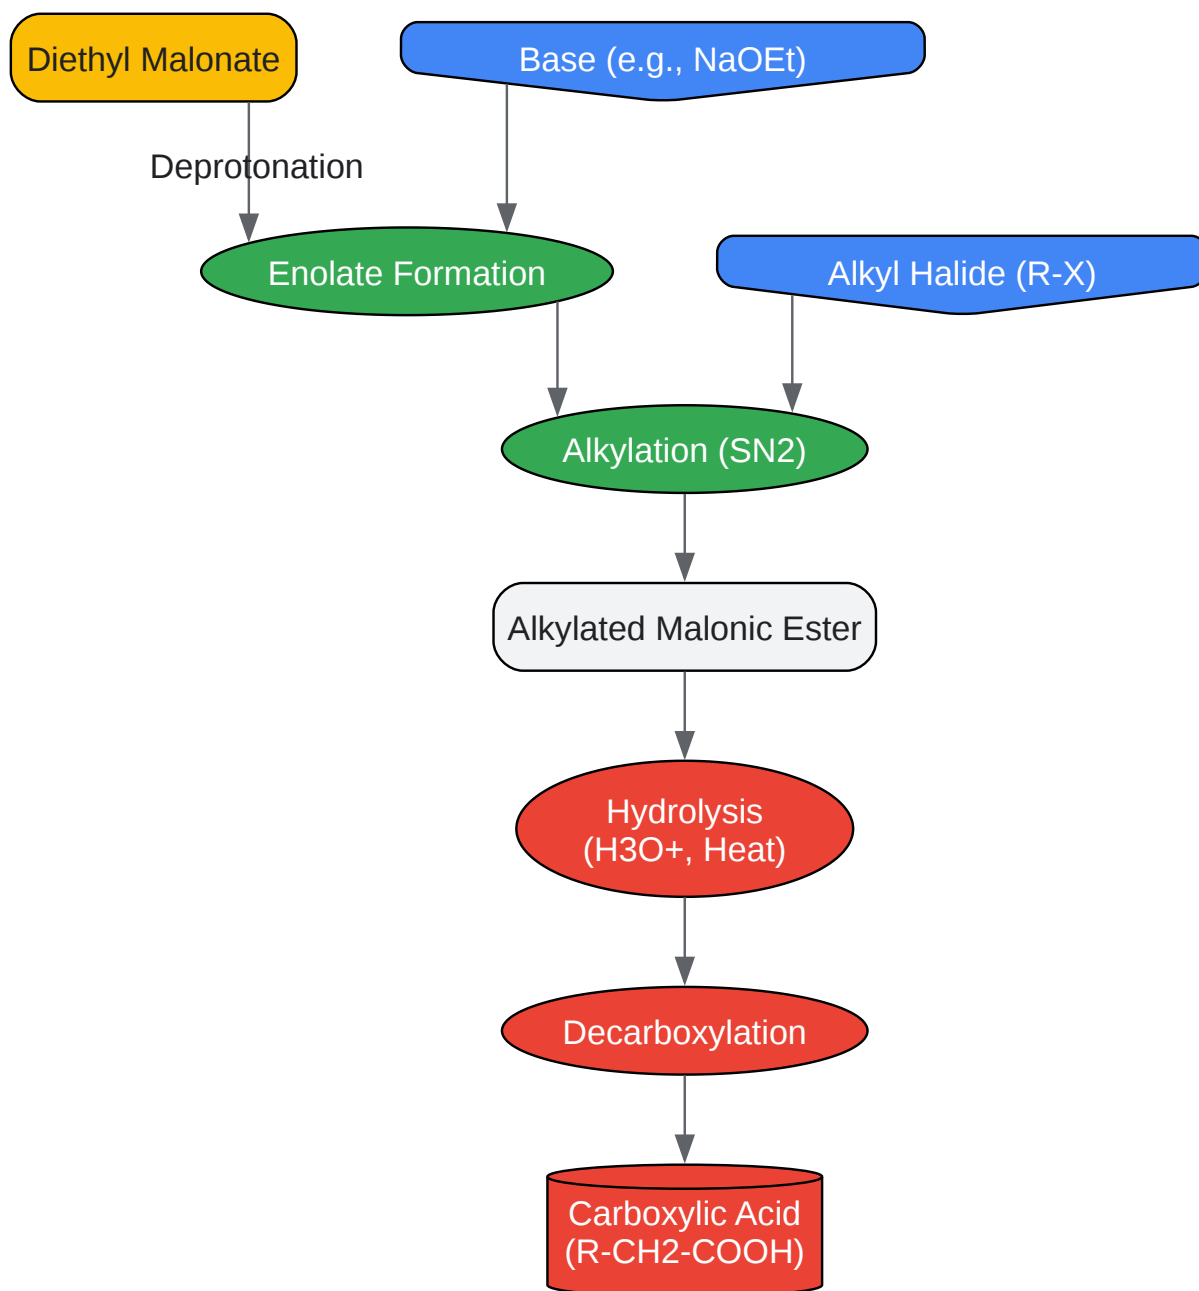 Diethyl Malonate
Base (e.g., NaOEt)
Deprotonation
Enolate Formation
Alkyl Halide (R-X)
Alkylation (SN2)
Alkylated Malonic Ester
Hydrolysis
(H3O+, Heat)
Decarboxylation
Carboxylic Acid
(R-CH2-COOH)